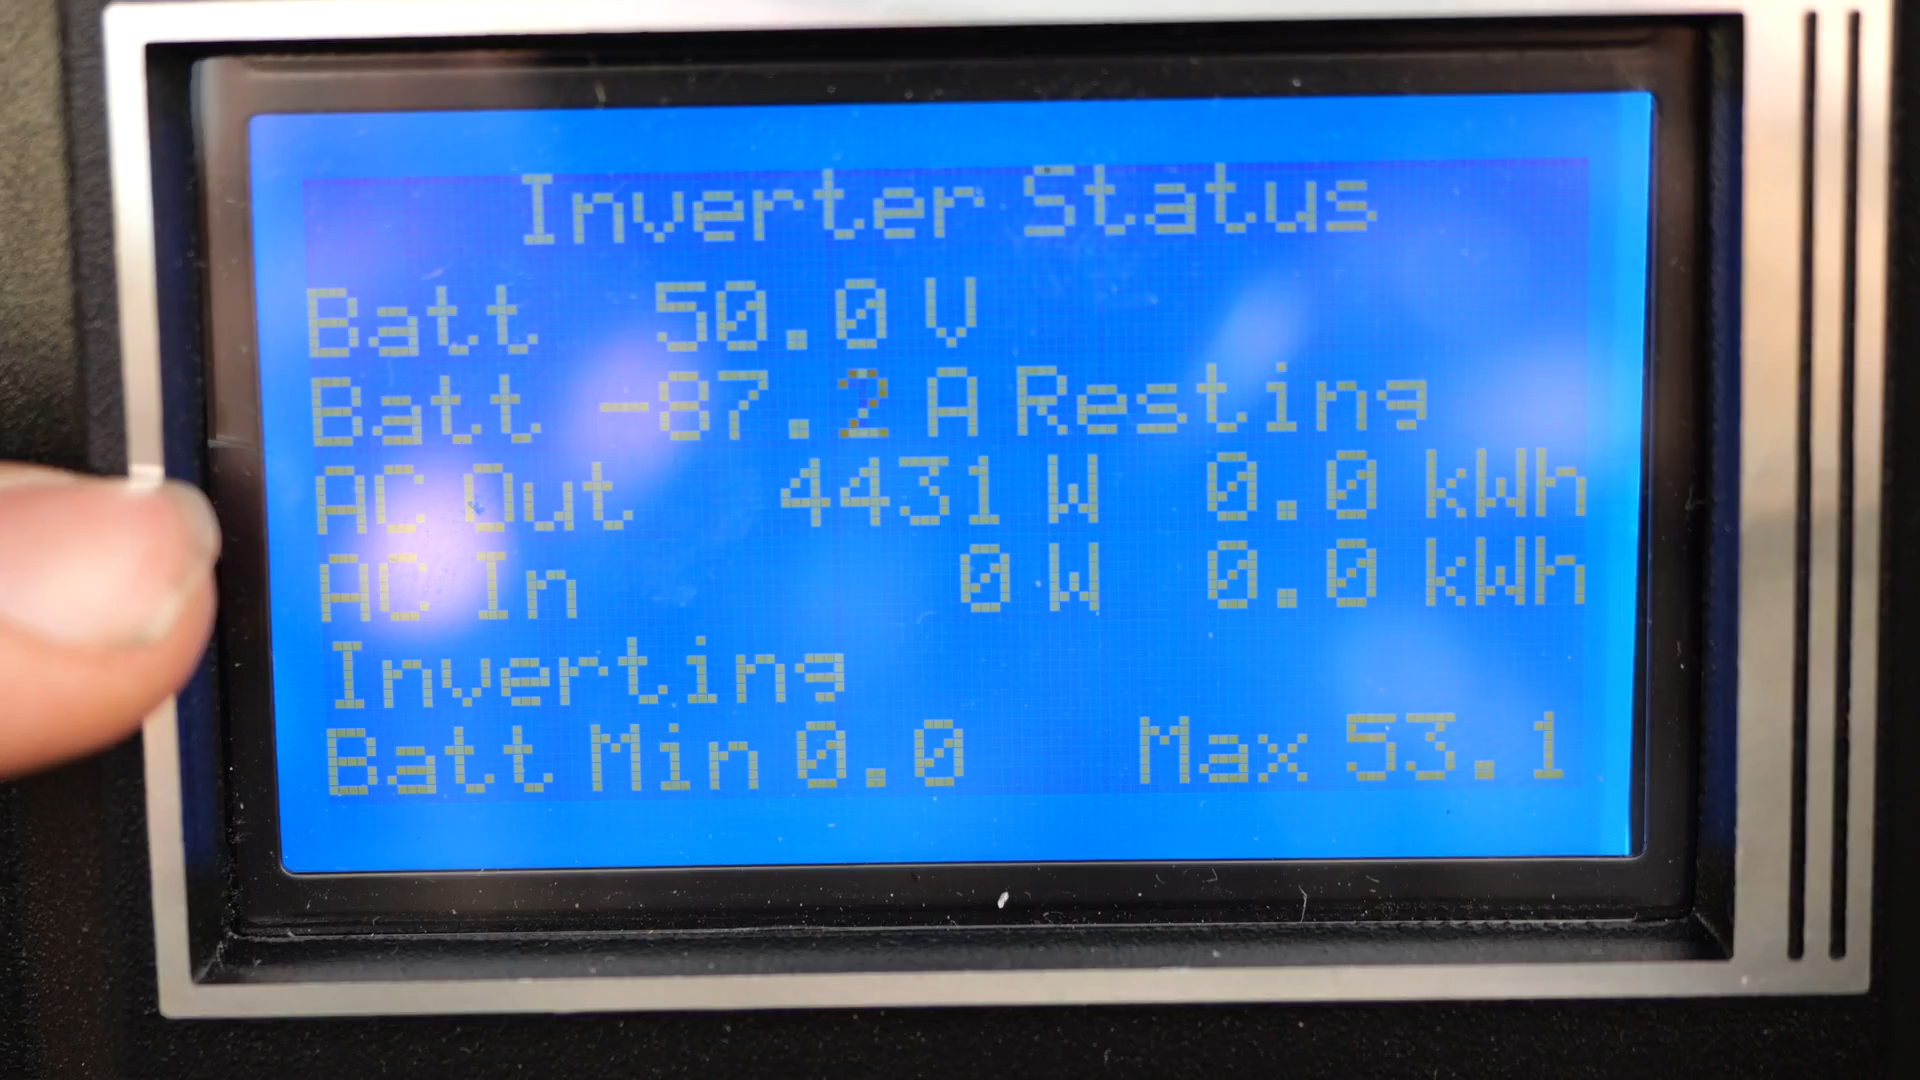 Inverter Status
Batt 50.0 V
Batt -87.2 A Resting
AC Out 4431 W 0.0 kWh
AC In 0 W 0.0 kWh
Inverting
Batt Min 0.0 Max 53.1